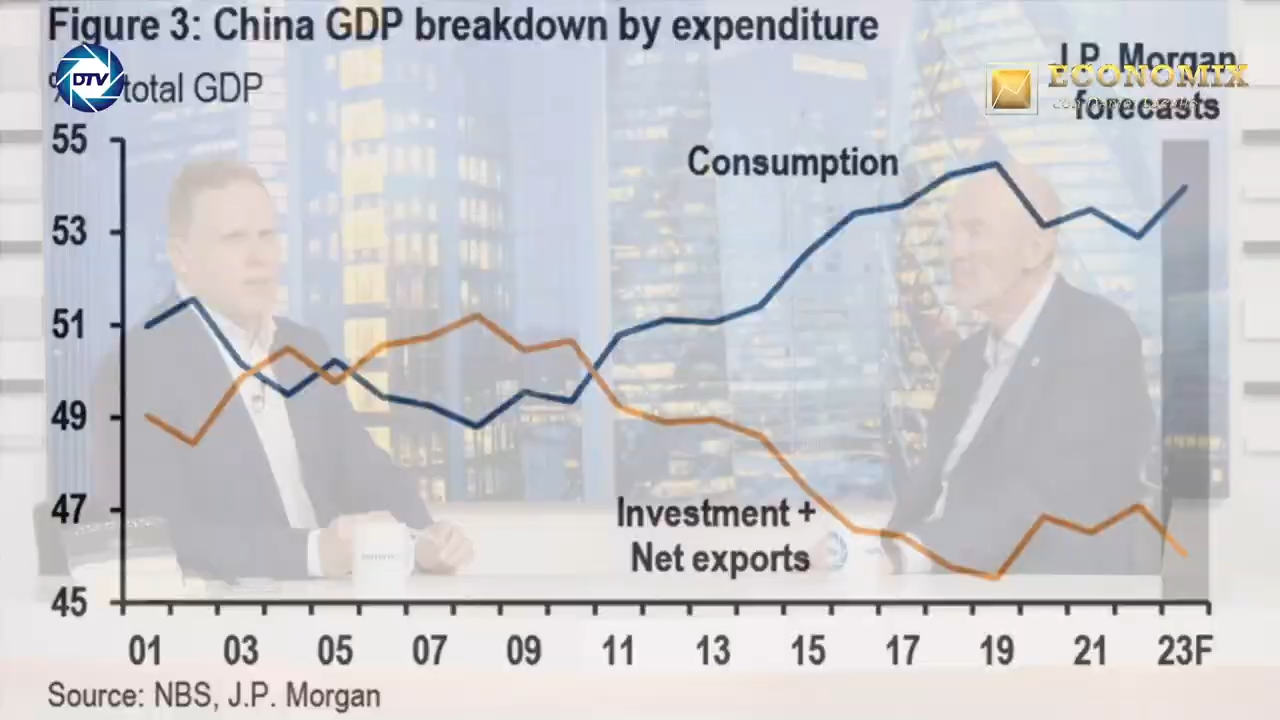 Figure 3: China GDP breakdown by expenditure
DTV
% total GDP
J.P. Morgan
ECONOMIX
forecasts
55
Consumption
53
51
49
47
Investment +
Net exports
45
01 03 05 07 09 11 13 15 17 19 21 23F
Source: NBS, J.P. Morgan